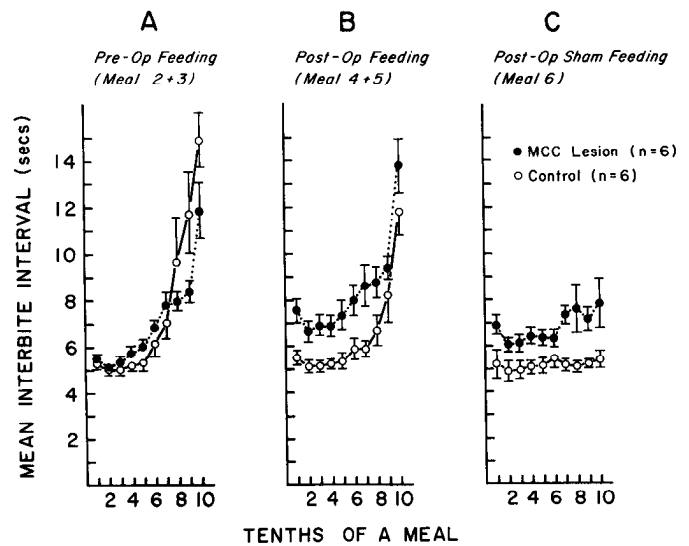 A
B
C
Pre-Op Feeding
(Meal 2+3)
Post-Op Feeding
(Meal 4+5)
Post-Op Sham Feeding
(Meal 6)
MEAN INTERBITE INTERVAL (secs)
14
12
10
8
6
4
2
MCC Lesion (n=6)
Control (n=6)
2 4 6 8 10
2 4 6 8 10
2 4 6 8 10
TENTHS OF A MEAL